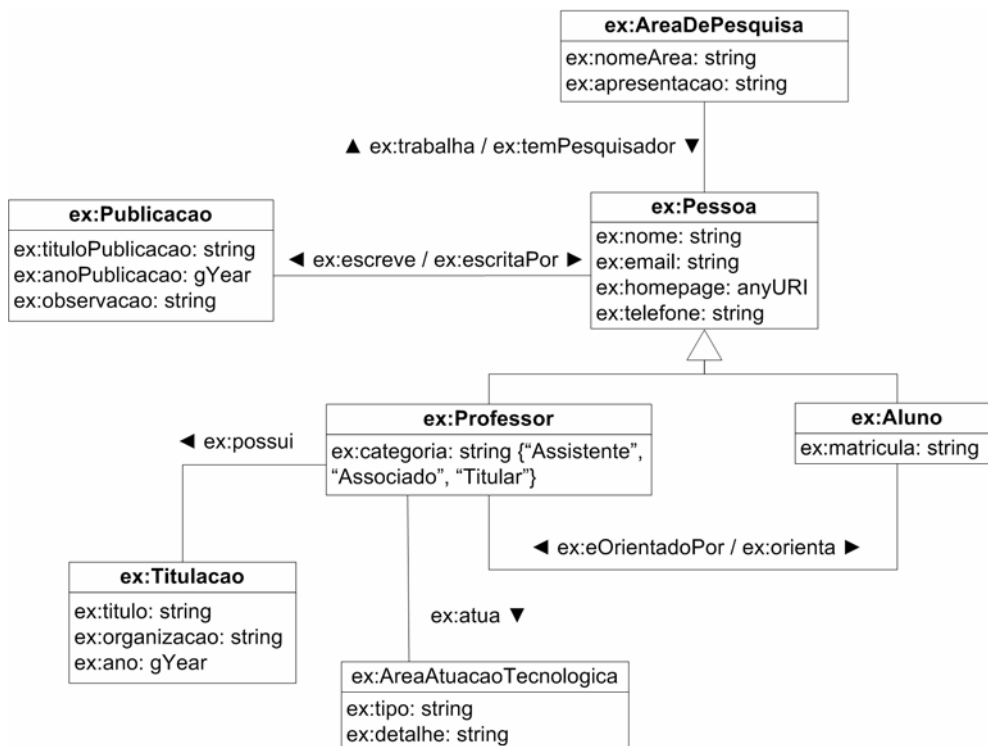 ex:AreaDePesquisa
ex:nomeArea: string
ex:apresentacao: string
▲ ex:trabalha / ex:temPesquisador ▼
ex:Publicacao
ex:tituloPublicacao: string
ex:anoPublicacao: gYear
ex:observacao: string
◄ ex:escreve / ex:escritaPor ►
ex:Pessoa
ex:nome: string
ex:email: string
ex:homepage: anyURI
ex:telefone: string
ex:Professor
ex:categoria: string {“Assistente”,
“Associado”, “Titular”}
ex:Aluno
ex:matricula: string
◄ ex:possui
◄ ex:eOrientadoPor / ex:orienta ►
ex:Titulacao
ex:titulo: string
ex:organizacao: string
ex:ano: gYear
ex:atua ▼
ex:AreaAtuacaoTecnologica
ex:tipo: string
ex:detalhe: string